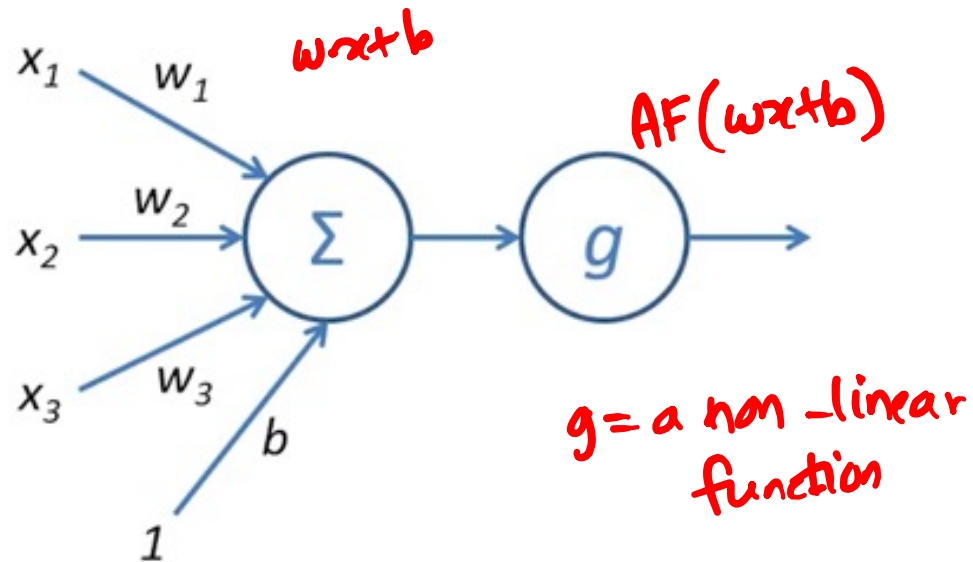 wx+b
x₁
w₁
AF(wx+b)
w₂
x₂
Σ
g
w₃
x₃
b
g = a non-linear
function
1